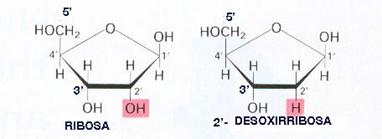 5'
HOCH₂ O OH
4' 1'
H H H H
3' 2'
OH OH
RIBOSA
5'
HOCH₂ O OH
4' 1'
H H H H
3' 2'
OH H
2'- DESOXIRRIBOSA